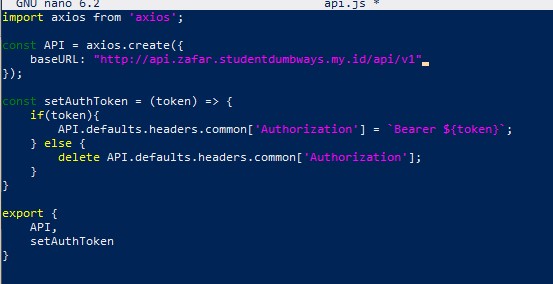 GNU nano 6.2 api.js *
import axios from 'axios';
const API = axios.create({
    baseURL: "http://api.zafar.studentdumbways.my.id/api/v1"
});
const setAuthToken = (token) => {
    if(token){
        API.defaults.headers.common['Authorization'] = `Bearer ${token}`;
    } else {
        delete API.defaults.headers.common['Authorization'];
    }
}
export {
    API,
    setAuthToken
}